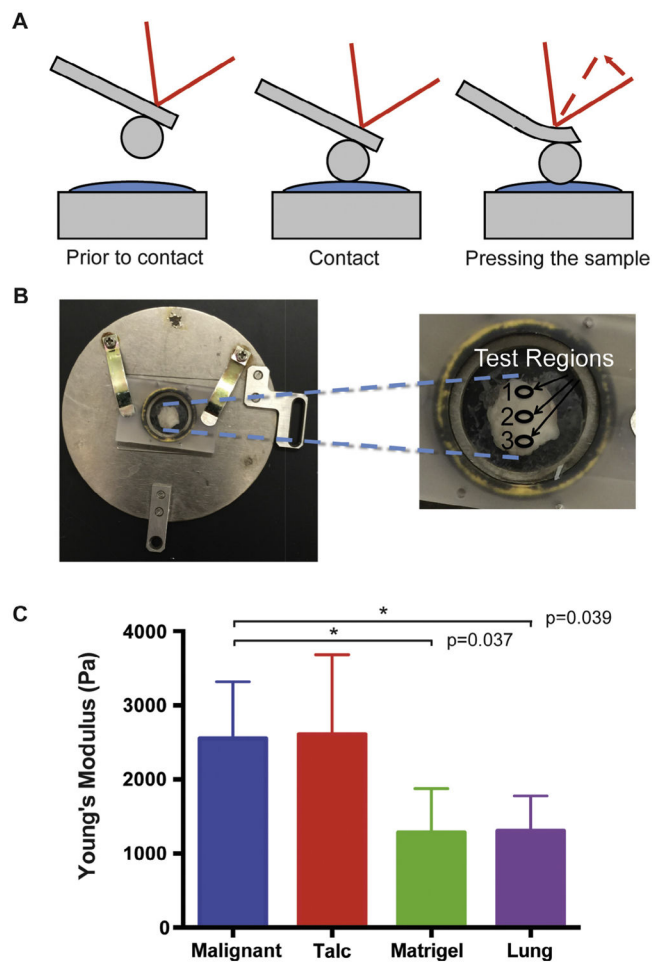 A
Prior to contact
Contact
Pressing the sample
B
Test Regions
1
2
3
C
* p=0.039
* p=0.037
Young's Modulus (Pa)
4000
3000
2000
1000
0
Malignant Talc Matrigel Lung